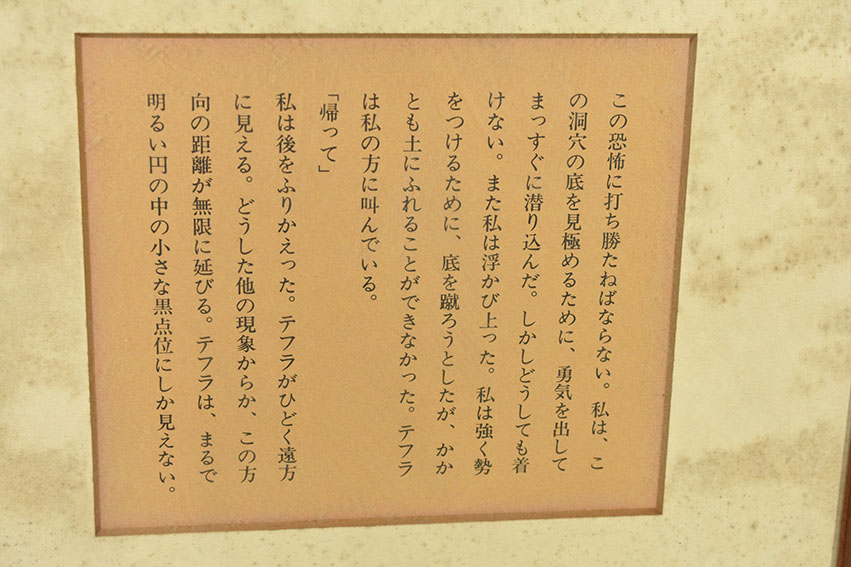 この恐怖に打ち勝たねばならない。私は、こ
の洞穴の底を見極めるために、勇気を出して
まっすぐに潜り込んだ。しかしどうしても着
けない。また私は浮かび上った。私は強く勢
をつけるために、底を蹴ろうとしたが、かか
とも土にふれることができなかった。テフラ
は私の方に叫んでいる。
「帰って」
私は後をふりかえった。テフラがひどく遠方
に見える。どうした他の現象からか、この方
向の距離が無限に延びる。テフラは、まるで
明るい円の中の小さな黒点位にしか見えない。